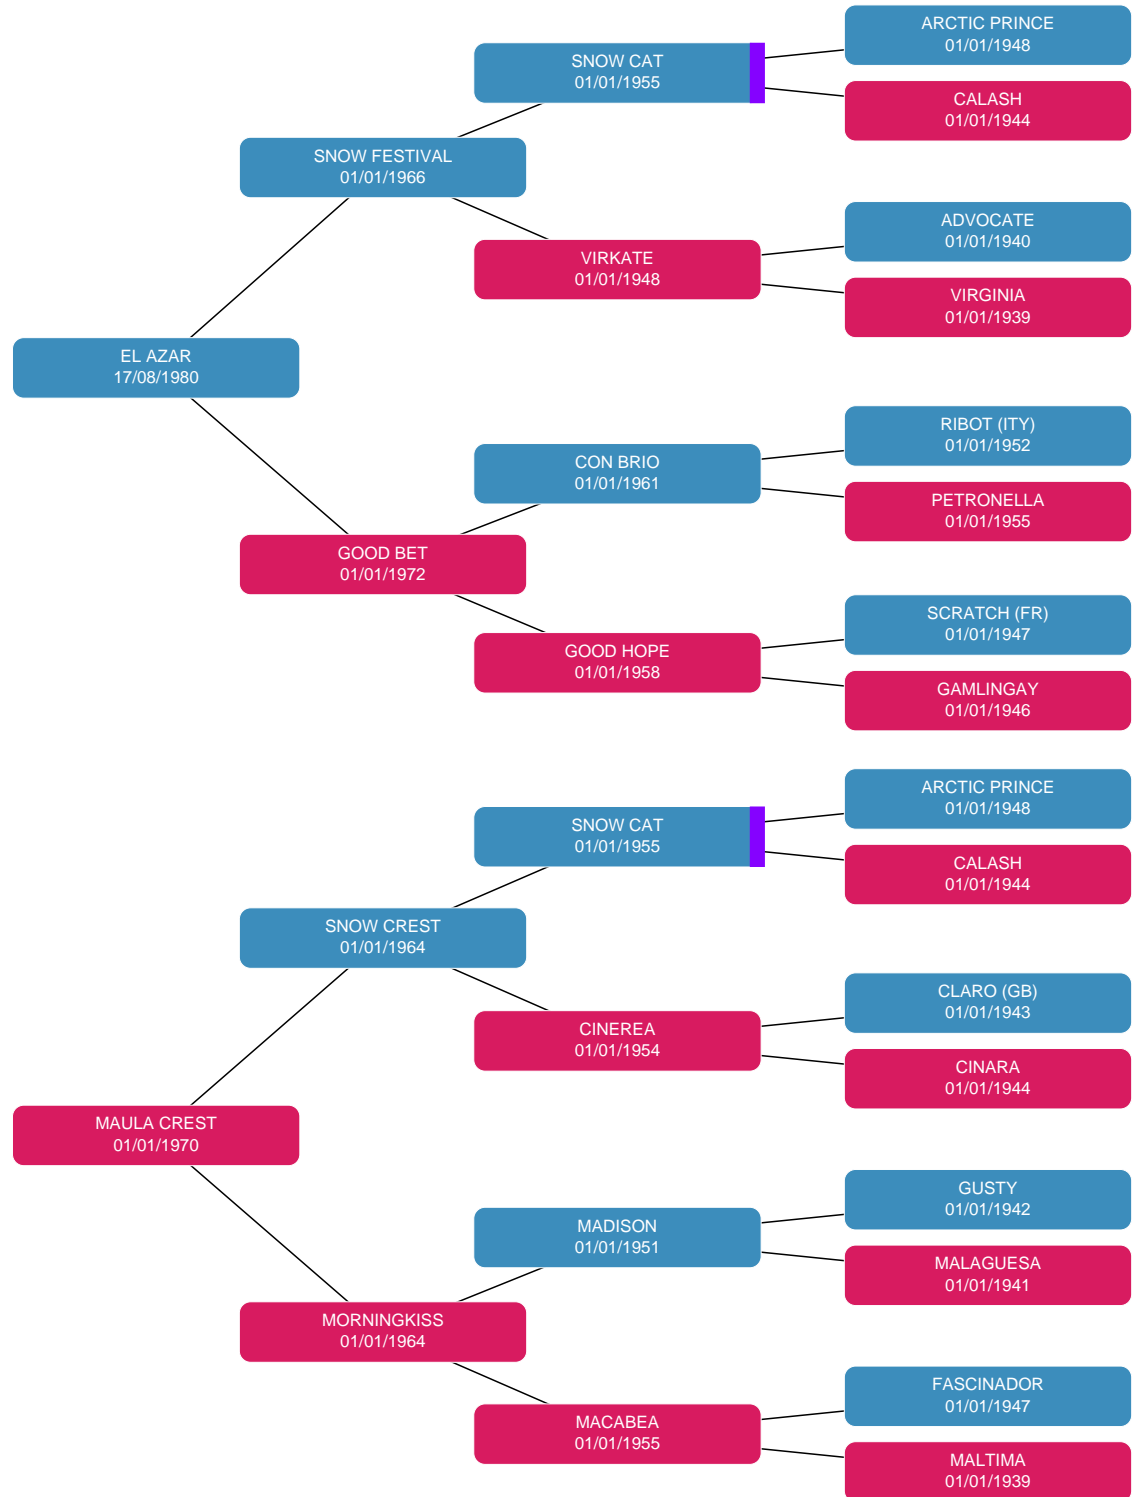 ARCTIC PRINCE
01/01/1948
SNOW CAT
01/01/1955
CALASH
01/01/1944
SNOW FESTIVAL
01/01/1966
ADVOCATE
01/01/1940
VIRKATE
01/01/1948
VIRGINIA
01/01/1939
EL AZAR
17/08/1980
RIBOT (ITY)
01/01/1952
CON BRIO
01/01/1961
PETRONELLA
01/01/1955
GOOD BET
01/01/1972
SCRATCH (FR)
01/01/1947
GOOD HOPE
01/01/1958
GAMLINGAY
01/01/1946
ARCTIC PRINCE
01/01/1948
SNOW CAT
01/01/1955
CALASH
01/01/1944
SNOW CREST
01/01/1964
CLARO (GB)
01/01/1943
CINEREA
01/01/1954
CINARA
01/01/1944
MAULA CREST
01/01/1970
GUSTY
01/01/1942
MADISON
01/01/1951
MALAGUESA
01/01/1941
MORNINGKISS
01/01/1964
FASCINADOR
01/01/1947
MACABEA
01/01/1955
MALTIMA
01/01/1939